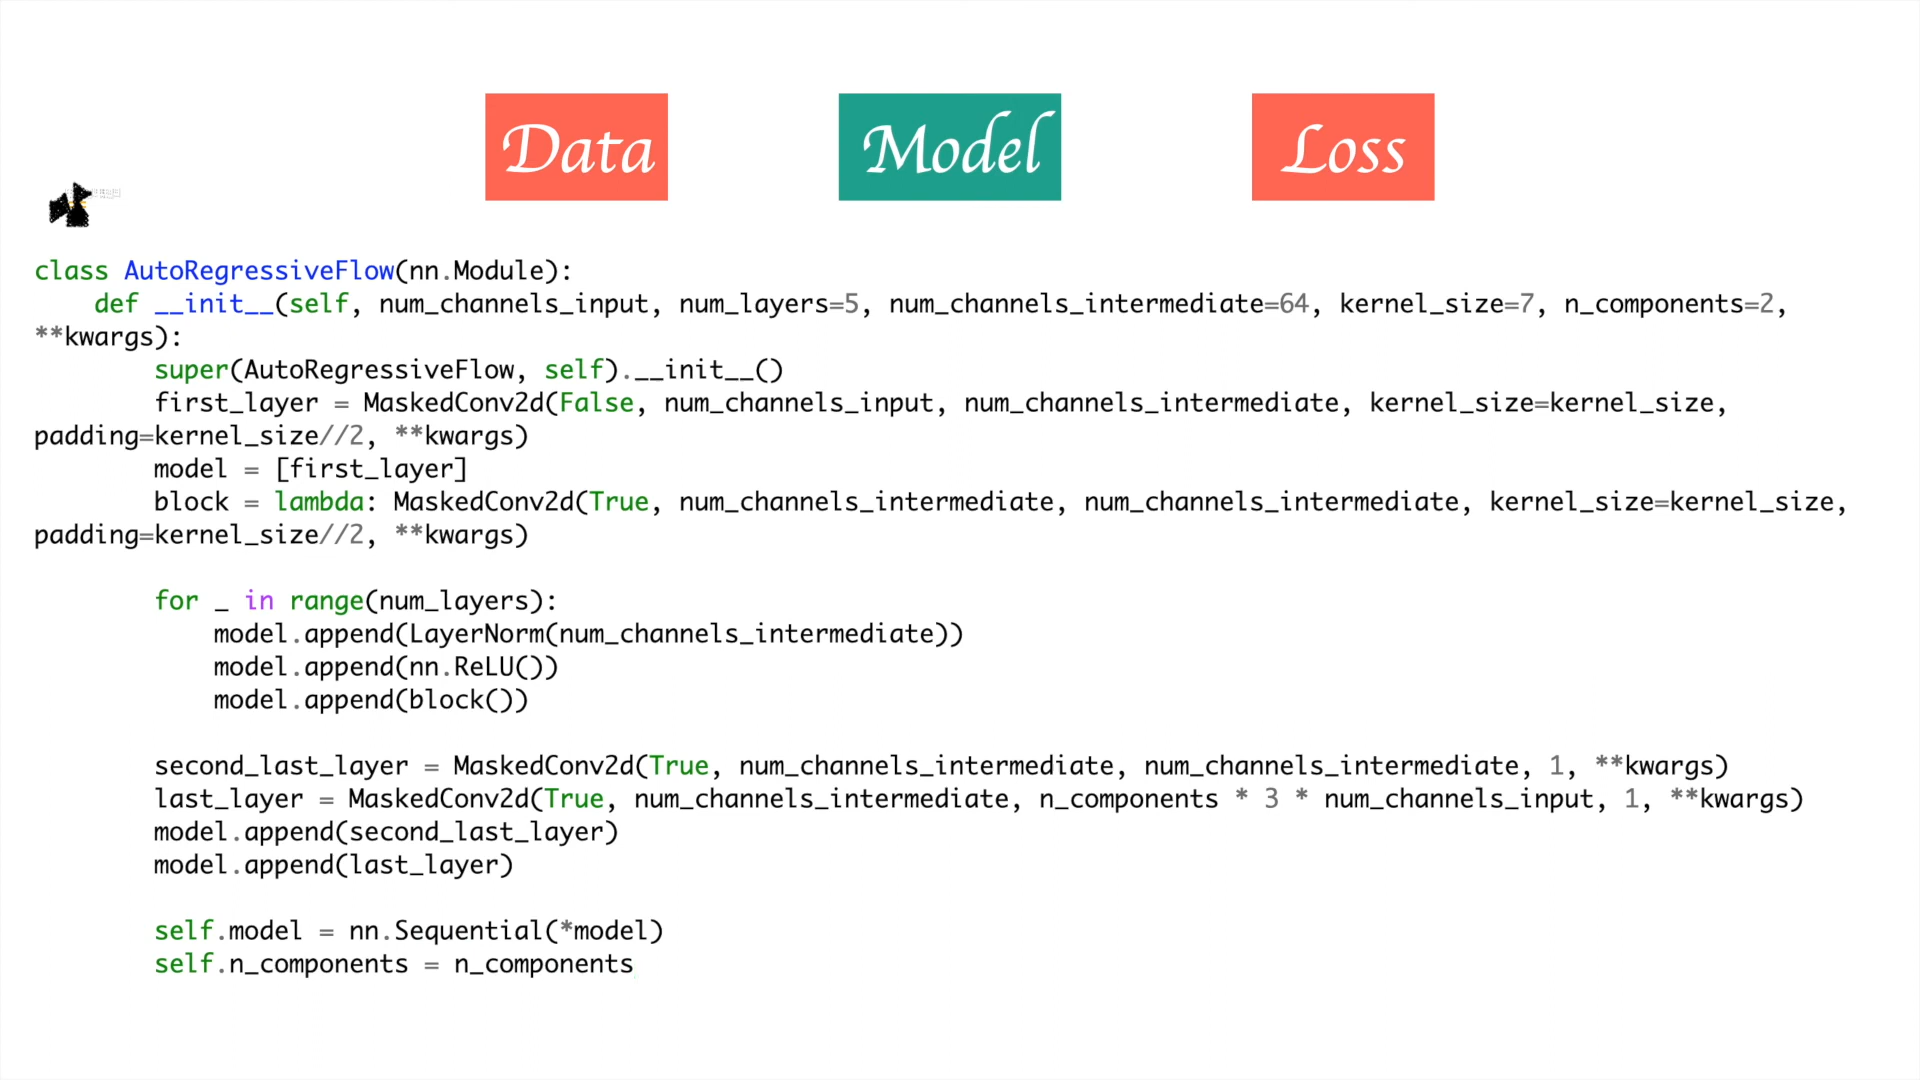 Data Model Loss
class AutoRegressiveFlow(nn.Module):
    def __init__(self, num_channels_input, num_layers=5, num_channels_intermediate=64, kernel_size=7, n_components=2,
**kwargs):
        super(AutoRegressiveFlow, self).__init__()
        first_layer = MaskedConv2d(False, num_channels_input, num_channels_intermediate, kernel_size=kernel_size,
padding=kernel_size//2, **kwargs)
        model = [first_layer]
        block = lambda: MaskedConv2d(True, num_channels_intermediate, num_channels_intermediate, kernel_size=kernel_size,
padding=kernel_size//2, **kwargs)
        for _ in range(num_layers):
            model.append(LayerNorm(num_channels_intermediate))
            model.append(nn.ReLU())
            model.append(block())
        second_last_layer = MaskedConv2d(True, num_channels_intermediate, num_channels_intermediate, 1, **kwargs)
        last_layer = MaskedConv2d(True, num_channels_intermediate, n_components * 3 * num_channels_input, 1, **kwargs)
        model.append(second_last_layer)
        model.append(last_layer)
        self.model = nn.Sequential(*model)
        self.n_components = n_components